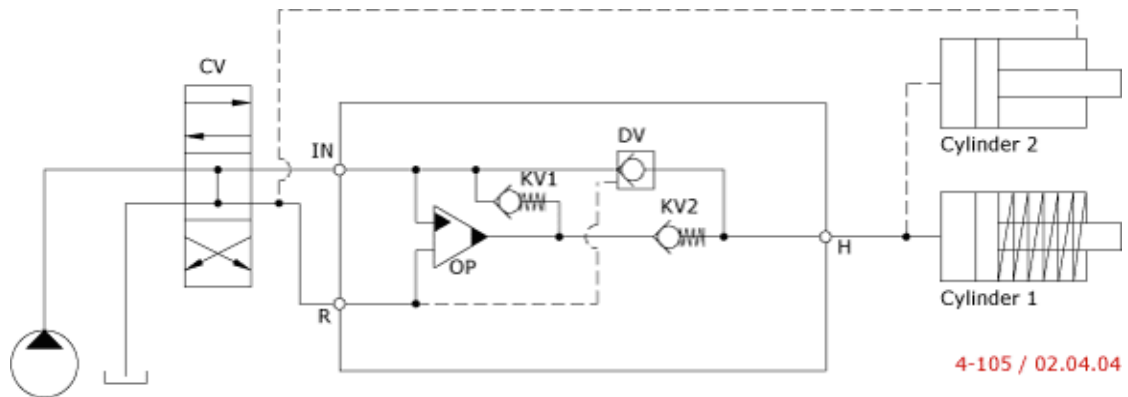 CV
IN
DV
KV1
KV2
OP
R
H
Cylinder 2
Cylinder 1
4-105 / 02.04.04